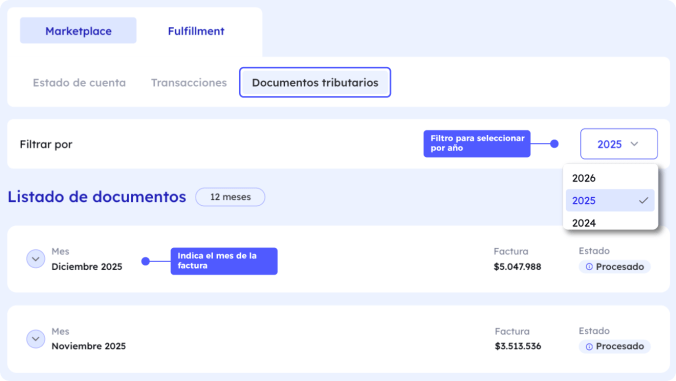 Marketplace
Fulfillment
Estado de cuenta
Transacciones
Documentos tributarios
Filtrar por
Filtro para seleccionar
por año
2025
2026
2025
2024
Listado de documentos
12 meses
Mes
Diciembre 2025
Indica el mes de la
factura
Factura
$5.047.988
Estado
Procesado
Mes
Noviembre 2025
Factura
$3.513.536
Estado
Procesado